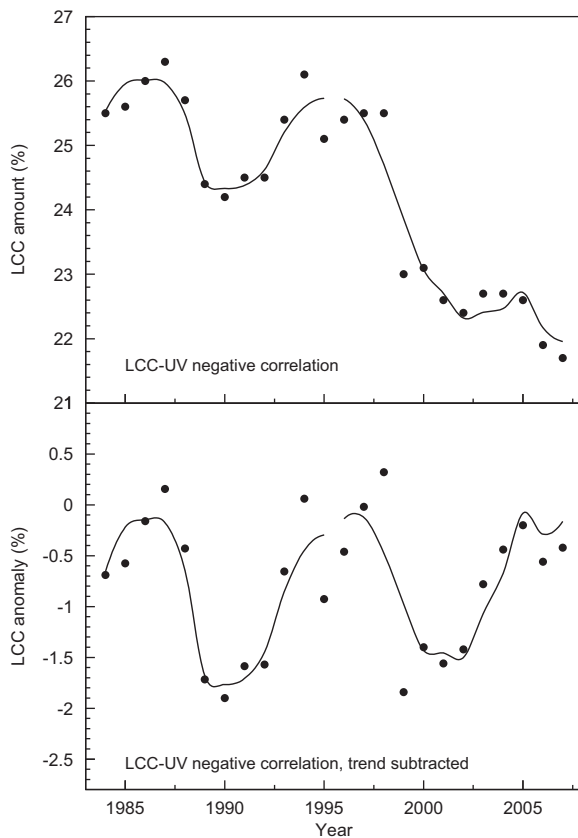 27
26
25
24
23
22
21
LCC amount (%)
LCC-UV negative correlation
0.5
0
-0.5
-1
-1.5
-2
-2.5
LCC anomaly (%)
LCC-UV negative correlation, trend subtracted
1985 1990 1995 2000 2005
Year